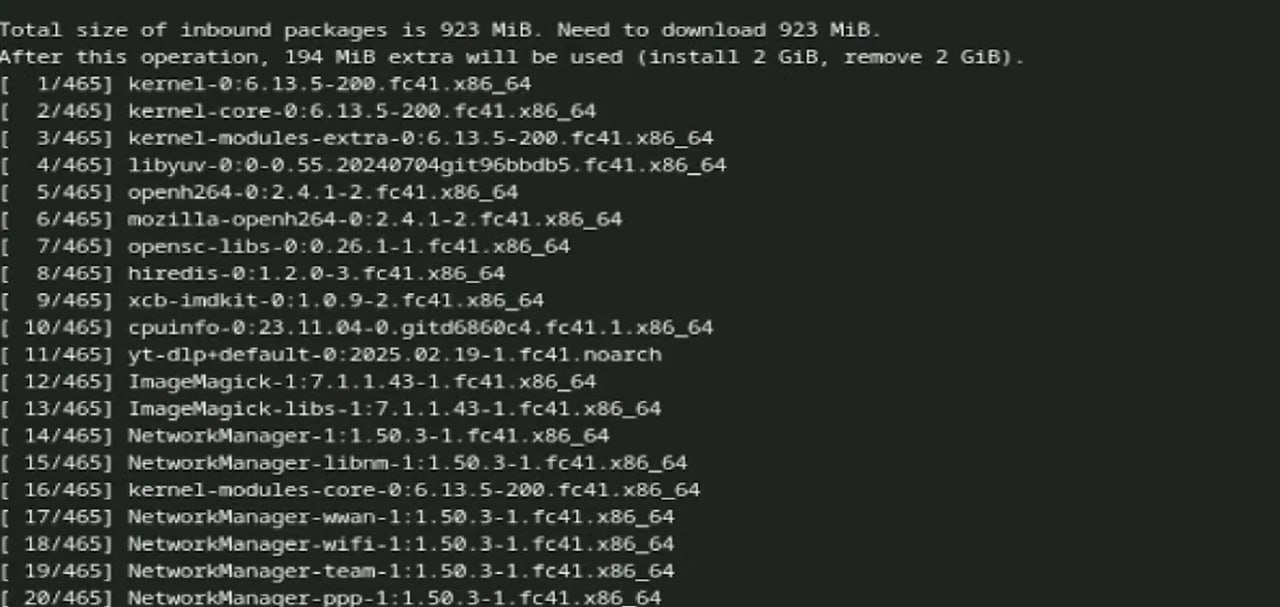 Total size of inbound packages is 923 MiB. Need to download 923 MiB.
After this operation, 194 MiB extra will be used (install 2 GiB, remove 2 GiB).
[  1/465] kernel-0:6.13.5-200.fc41.x86_64
[  2/465] kernel-core-0:6.13.5-200.fc41.x86_64
[  3/465] kernel-modules-extra-0:6.13.5-200.fc41.x86_64
[  4/465] libyuv-0:0-0.55.20240704git96bbdb5.fc41.x86_64
[  5/465] openh264-0:2.4.1-2.fc41.x86_64
[  6/465] mozilla-openh264-0:2.4.1-2.fc41.x86_64
[  7/465] opensc-libs-0:0.26.1-1.fc41.x86_64
[  8/465] hiredis-0:1.2.0-3.fc41.x86_64
[  9/465] xcb-imdkit-0:1.0.9-2.fc41.x86_64
[ 10/465] cpuinfo-0:23.11.04-0.gitd6860c4.fc41.1.x86_64
[ 11/465] yt-dlp+default-0:2025.02.19-1.fc41.noarch
[ 12/465] ImageMagick-1:7.1.1.43-1.fc41.x86_64
[ 13/465] ImageMagick-libs-1:7.1.1.43-1.fc41.x86_64
[ 14/465] NetworkManager-1:1.50.3-1.fc41.x86_64
[ 15/465] NetworkManager-libnm-1:1.50.3-1.fc41.x86_64
[ 16/465] kernel-modules-core-0:6.13.5-200.fc41.x86_64
[ 17/465] NetworkManager-wwan-1:1.50.3-1.fc41.x86_64
[ 18/465] NetworkManager-wifi-1:1.50.3-1.fc41.x86_64
[ 19/465] NetworkManager-team-1:1.50.3-1.fc41.x86_64
[ 20/465] NetworkManager-ppp-1:1.50.3-1.fc41.x86_64